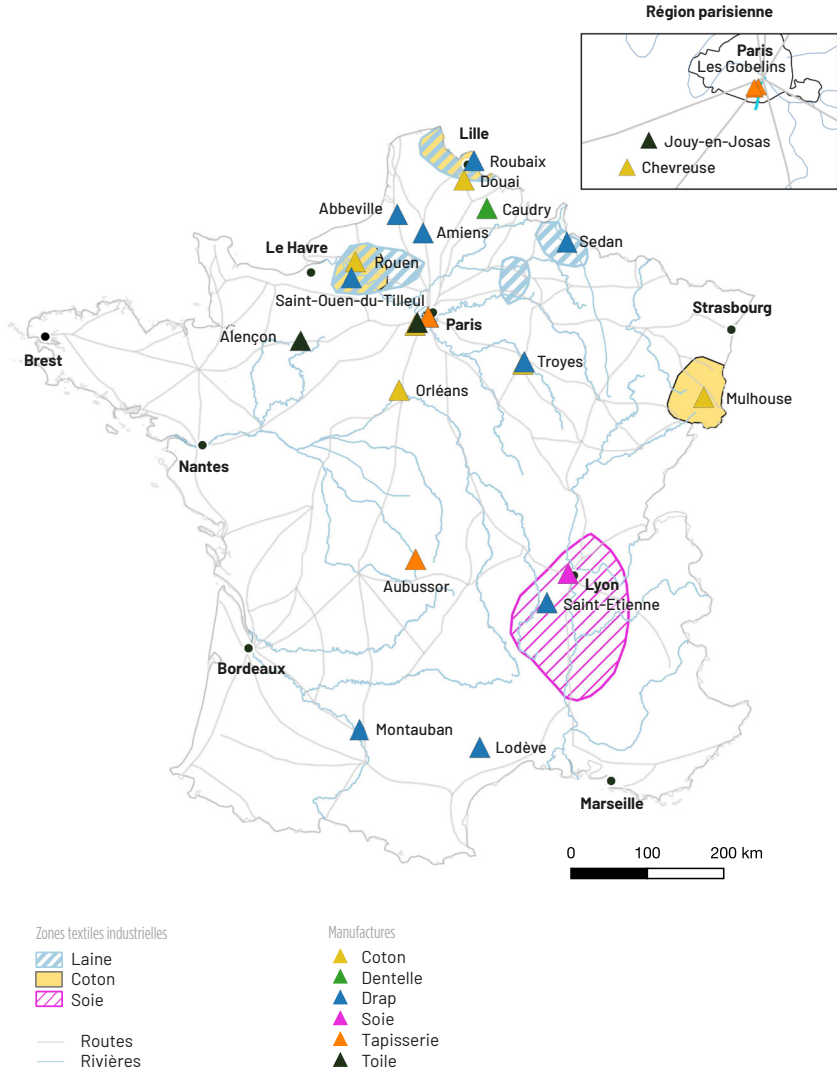 Région parisienne
Paris
Les Gobelins
Jouy-en-Josas
Chevreuse
Lille
Roubaix
Douai
Abbeville
Caudry
Amiens
Sedan
Le Havre
Rouen
Saint-Ouen-du-Tilleul
Strasbourg
Paris
Alençon
Brest
Troyes
Orléans
Mulhouse
Nantes
Aubussor
Lyon
Saint-Etienne
Bordeaux
Montauban
Lodève
Marseille
0 100 200 km
Zones textiles industrielles
Laine
Coton
Soie
Routes
Rivières
Manufactures
Coton
Dentelle
Drap
Soie
Tapisserie
Toile